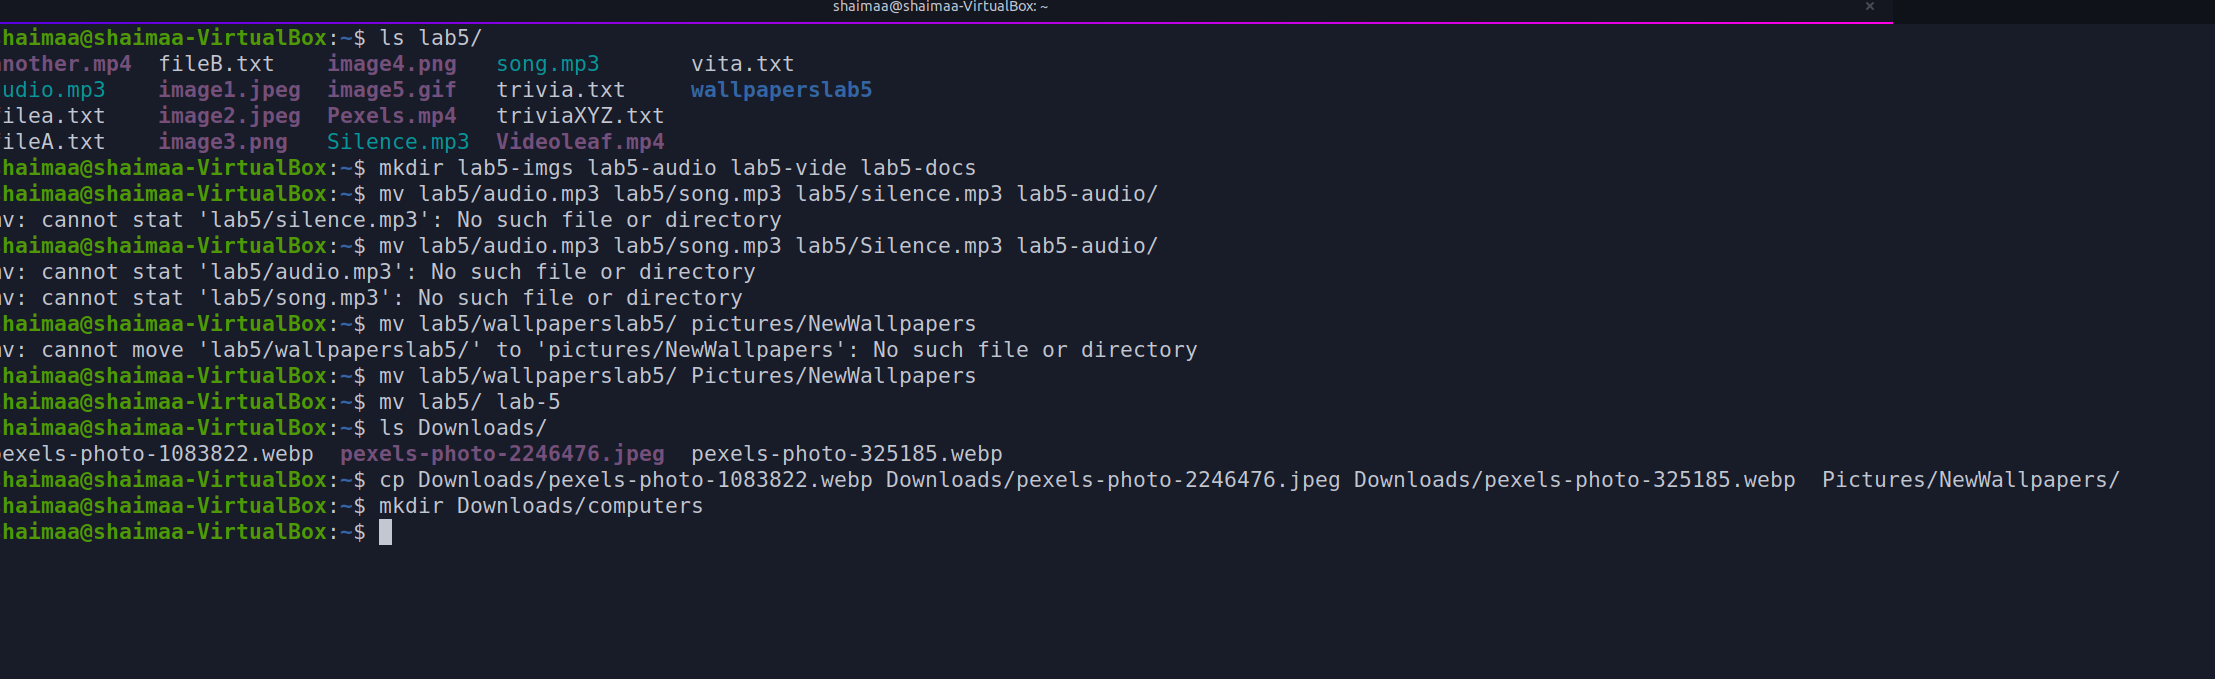 shaimaa@shaimaa-VirtualBox: ~ ×
haimaa@shaimaa-VirtualBox:~$ ls lab5/
nother.mp4 fileB.txt image4.png song.mp3 vita.txt
udio.mp3 image1.jpeg image5.gif trivia.txt wallpaperslab5
ilea.txt image2.jpeg Pexels.mp4 triviaXYZ.txt
ileA.txt image3.png Silence.mp3 Videoleaf.mp4
haimaa@shaimaa-VirtualBox:~$ mkdir lab5-imgs lab5-audio lab5-vide lab5-docs
haimaa@shaimaa-VirtualBox:~$ mv lab5/audio.mp3 lab5/song.mp3 lab5/silence.mp3 lab5-audio/
v: cannot stat 'lab5/silence.mp3': No such file or directory
haimaa@shaimaa-VirtualBox:~$ mv lab5/audio.mp3 lab5/song.mp3 lab5/Silence.mp3 lab5-audio/
v: cannot stat 'lab5/audio.mp3': No such file or directory
v: cannot stat 'lab5/song.mp3': No such file or directory
haimaa@shaimaa-VirtualBox:~$ mv lab5/wallpaperslab5/ pictures/NewWallpapers
v: cannot move 'lab5/wallpaperslab5/' to 'pictures/NewWallpapers': No such file or directory
haimaa@shaimaa-VirtualBox:~$ mv lab5/wallpaperslab5/ Pictures/NewWallpapers
haimaa@shaimaa-VirtualBox:~$ mv lab5/ lab-5
haimaa@shaimaa-VirtualBox:~$ ls Downloads/
exels-photo-1083822.webp pexels-photo-2246476.jpeg pexels-photo-325185.webp
haimaa@shaimaa-VirtualBox:~$ cp Downloads/pexels-photo-1083822.webp Downloads/pexels-photo-2246476.jpeg Downloads/pexels-photo-325185.webp  Pictures/NewWallpapers/
haimaa@shaimaa-VirtualBox:~$ mkdir Downloads/computers
haimaa@shaimaa-VirtualBox:~$